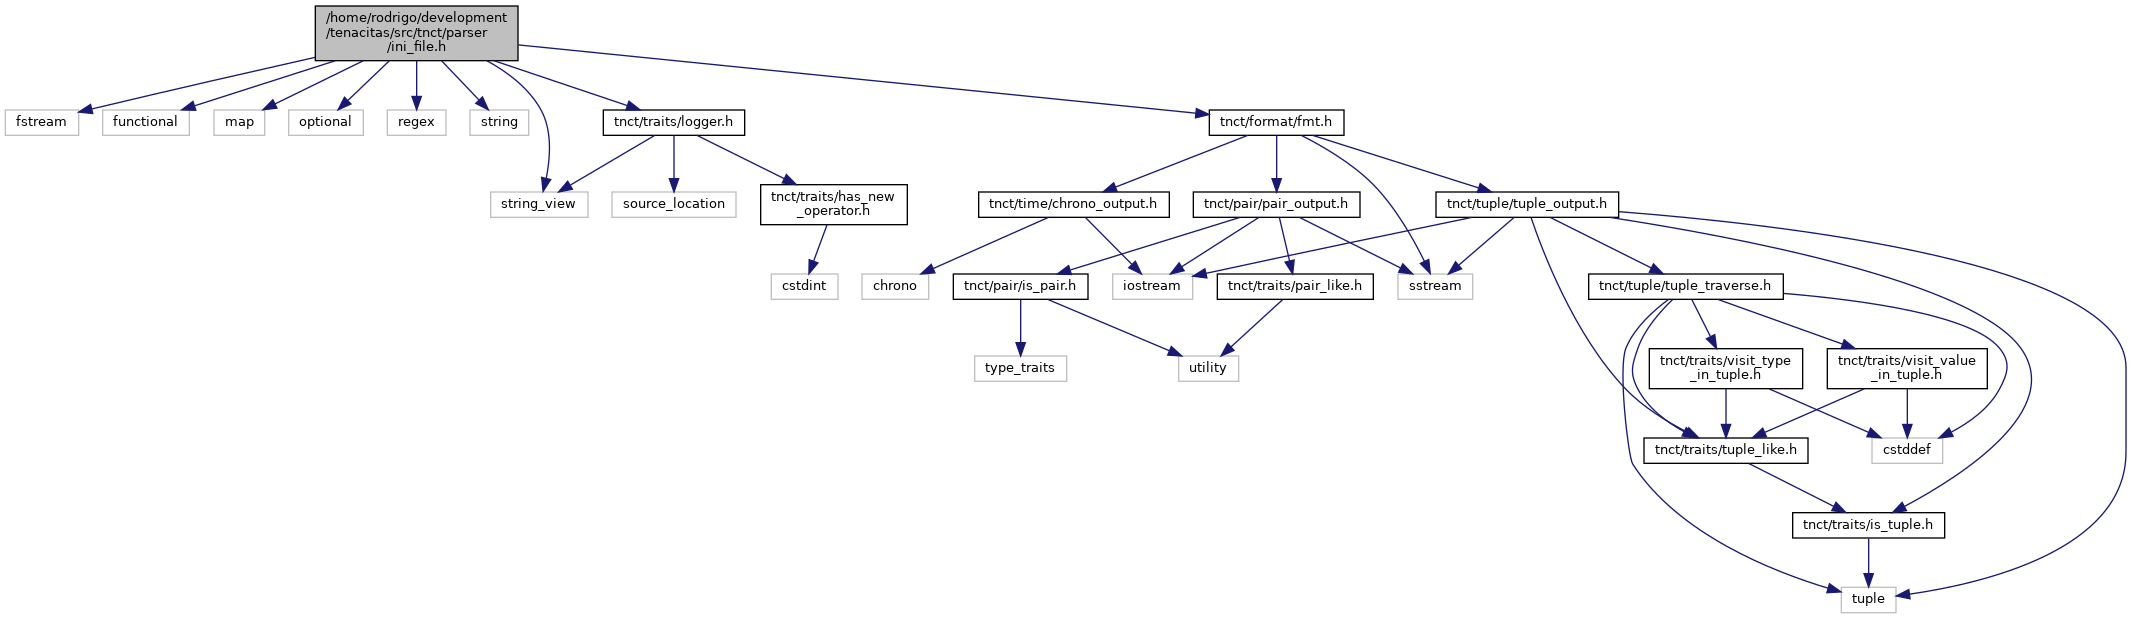 /home/rodrigo/development
/tenacitas/src/tnct/parser
/ini_file.h
fstream
functional
map
optional
regex
string
tnct/traits/logger.h
tnct/format/fmt.h
string_view
source_location
tnct/traits/has_new
_operator.h
tnct/time/chrono_output.h
tnct/pair/pair_output.h
tnct/tuple/tuple_output.h
cstdint
chrono
tnct/pair/is_pair.h
iostream
tnct/traits/pair_like.h
sstream
tnct/tuple/tuple_traverse.h
type_traits
utility
tnct/traits/visit_type
_in_tuple.h
tnct/traits/visit_value
_in_tuple.h
tnct/traits/tuple_like.h
cstddef
tnct/traits/is_tuple.h
tuple